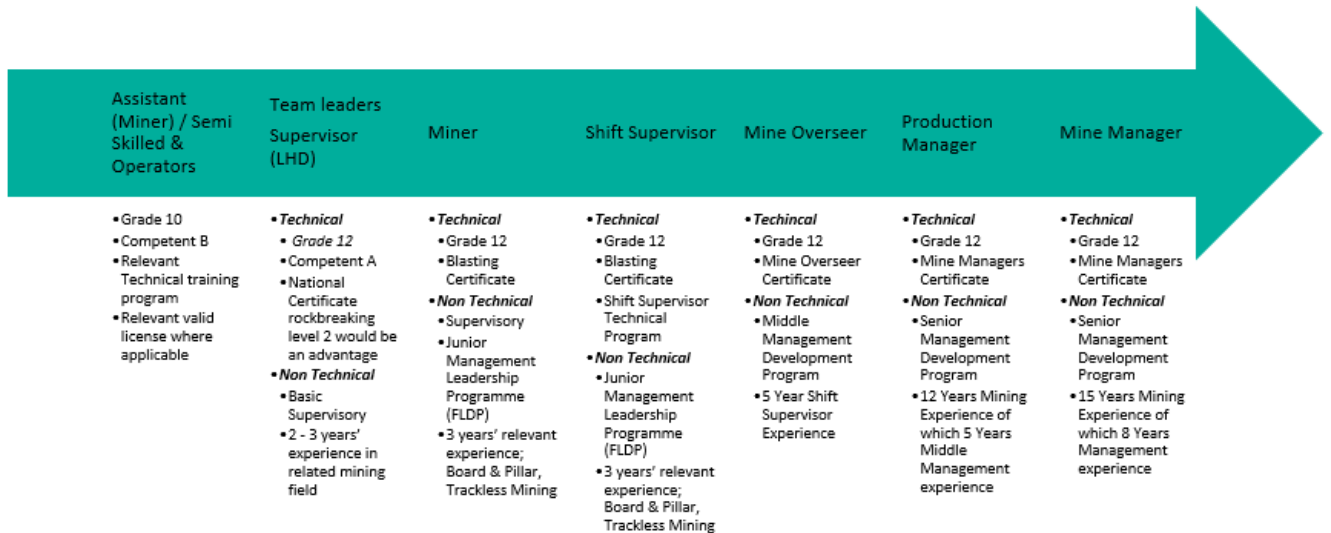 Assistant
(Miner) / Semi
Skilled &
Operators
Team leaders
Supervisor
(LHD)
Miner
Shift Supervisor
Mine Overseer
Production
Manager
Mine Manager
•Grade 10
•Competent B
•Relevant
Technical training
program
•Relevant valid
license where
applicable
•Technical
• Grade 12
•Competent A
•National
Certificate
rockbreaking
level 2 would be
an advantage
•Non Technical
•Basic
Supervisory
•2 - 3 years'
experience in
related mining
field
•Technical
•Grade 12
•Blasting
Certificate
•Non Technical
•Supervisory
•Junior
Management
Leadership
Programme
(FLDP)
•3 years' relevant
experience;
Board & Pillar,
Trackless Mining
•Technical
•Grade 12
•Blasting
Certificate
•Shift Supervisor
Technical
Program
•Non Technical
•Junior
Management
Leadership
Programme
(FLDP)
•3 years' relevant
experience;
Board & Pillar,
Trackless Mining
•Techincal
•Grade 12
•Mine Overseer
Certificate
•Non Technical
•Middle
Management
Development
Program
•5 Year Shift
Supervisor
Experience
•Technical
•Grade 12
•Mine Managers
Certificate
•Non Technical
•Senior
Management
Development
Program
•12 Years Mining
Experience of
which 5 Years
Middle
Management
experience
•Technical
•Grade 12
•Mine Managers
Certificate
•Non Technical
•Senior
Management
Development
Program
•15 Years Mining
Experience of
which 8 Years
Management
experience